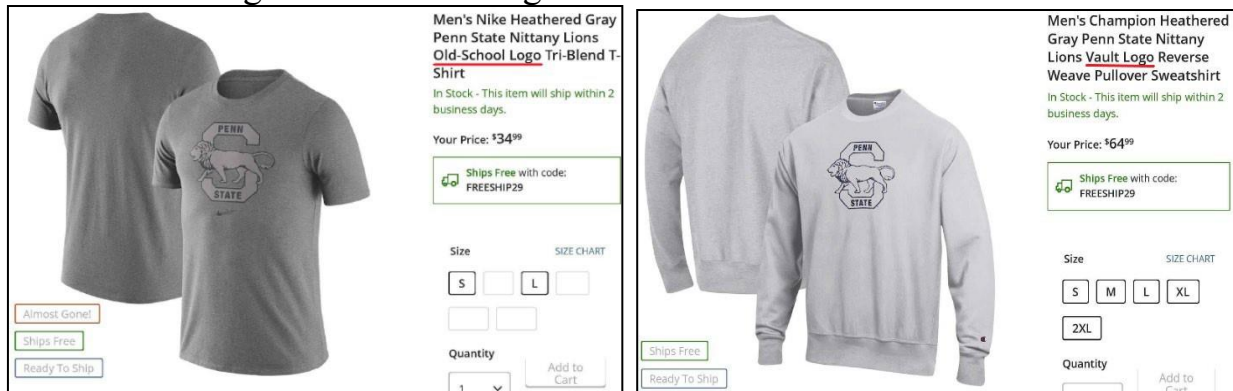 Men's Nike Heathered Gray
Penn State Nittany Lions
Old-School Logo Tri-Blend T-
Shirt
In Stock - This item will ship within 2
business days.
Your Price: $34.99
Ships Free with code:
FREESHIP29
Size
SIZE CHART
S
L
Quantity
1
Add to
Cart
PENN
STATE
Almost Gone!
Ships Free
Ready To Ship
Men's Champion Heathered
Gray Penn State Nittany
Lions Vault Logo Reverse
Weave Pullover Sweatshirt
In Stock - This item will ship within 2
business days.
Your Price: $64.99
Ships Free with code:
FREESHIP29
Size
SIZE CHART
S M L XL
2XL
Quantity
Add to
Cart
PENN
STATE
Ships Free
Ready To Ship